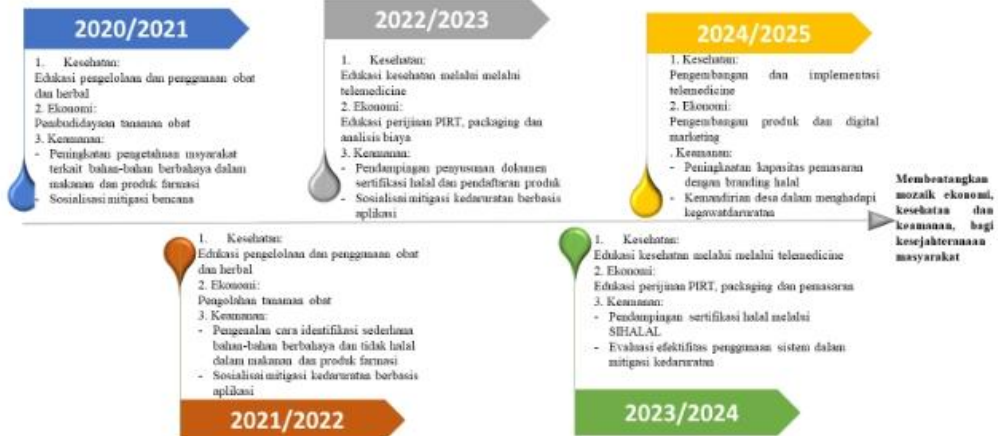 2020/2021
1. Kesehatan:
Edukasi pengelolaan dan penggunaan obat
dan herbal
2. Ekonomi:
Pembudidayaan tanaman obat
3. Keamanan:
- Peningkatan pengetahuan msyarakat
terkait bahan-bahan berbahaya dalam
makanan dan produk farmasi
- Sosialisasi mitigasi bencana
2022/2023
1. Kesehatan:
Edukasi kesehatan melalui melalui
telemedicine
2. Ekonomi:
Edukasi perijinan PIRT, packaging dan
analisis biaya
3. Keamanan:
- Pendampingan penyusunan dokumen
sertifikasi halal dan pendaftaran produk
- Sosialisasi mitigasi kedaruratan berbasis
aplikasi
2024/2025
1. Kesehatan:
Pengembangan dan implementasi
telemedicine
2. Ekonomi:
Pengembangan produk dan digital
marketing
. Keamanan:
- Peningkaatan kapasitas pemasaran
dengan branding halal
- Kemandirian desa dalam menghadapi
kegawatdaruratan
Membentangkan
mozaik ekonomi,
kesehatan dan
keamanan, bagi
kesejahteranaan
masyarakat
1. Kesehatan:
Edukasi pengelolaan dan penggunaan obat
dan herbal
2. Ekonomi:
Pengolahan tanaman obat
3. Keamanan:
- Pengenalan cara identifikasi sederhana
bahan-bahan berbahaya dan tidak halal
dalam makanan dan produk farmasi
- Sosialisasi mitigasi kedaruratan berbasis
aplikasi
2021/2022
1. Kesehatan:
Edukasi kesehatan melalui melalui telemedicine
2. Ekonomi:
Edukasi perijinan PIRT, packaging dan pemasaran
3. Keamanan:
- Pendampingan sertifikasi halal melalui
SIHALAL
- Evaluasi efektifitas penggunaan sistem dalam
mitigasi kedaruratan
2023/2024